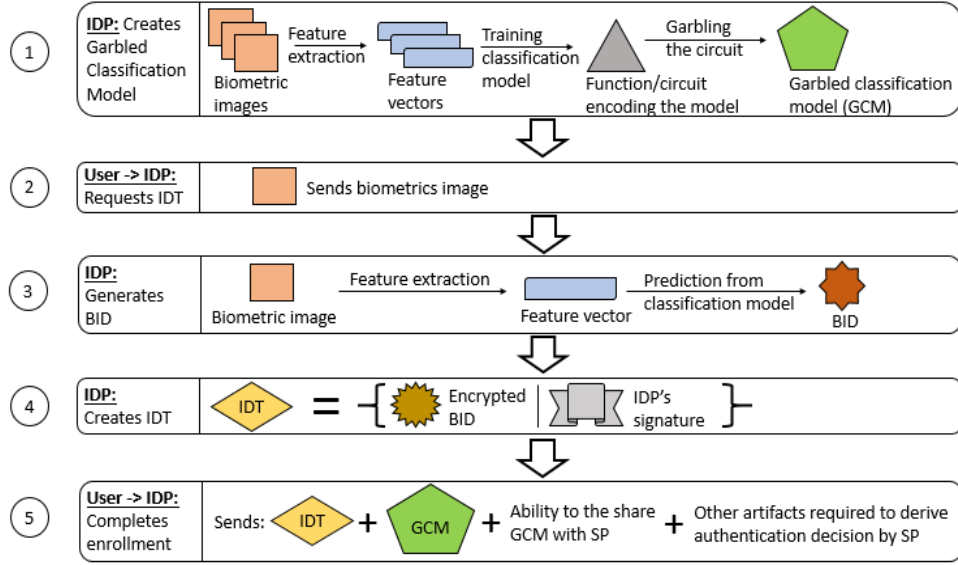 1
IDP: Creates
Garbled
Classification
Model
Biometric
images
Feature
extraction
Feature
vectors
Training
classification
model
Function/circuit
encoding the model
Garbling
the circuit
Garbled classification
model (GCM)
2
User -> IDP:
Requests IDT
Sends biometrics image
3
IDP:
Generates
BID
Biometric image
Feature extraction
Feature vector
Prediction from
classification model
BID
4
IDP:
Creates IDT
IDT
=
Encrypted
BID
IDP's
signature
5
User -> IDP:
Completes
enrollment
Sends:
IDT
+
GCM
+
Ability to the share
GCM with SP
+
Other artifacts required to derive
authentication decision by SP